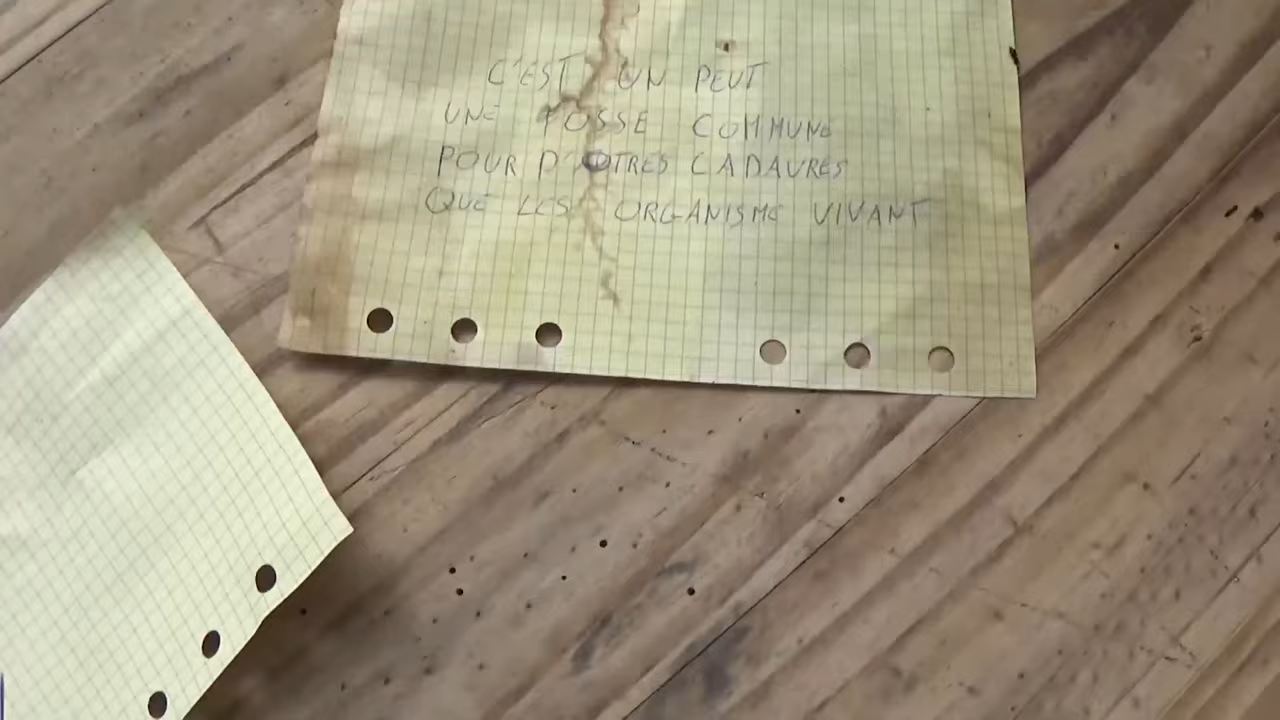 C'EST UN PEUT
UNE FOSSE COMMUNE
POUR D'AUTRES CADAVRES
QUE LES ORGANISME VIVANT